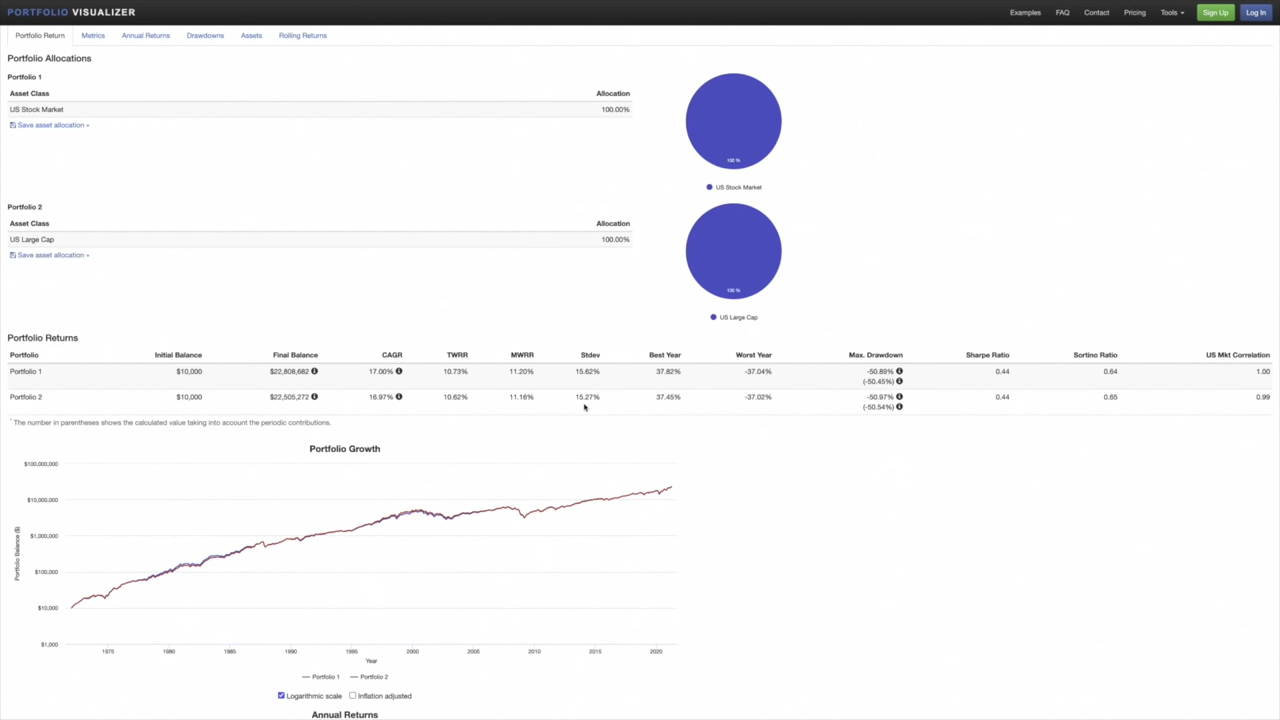 PORTFOLIO VISUALIZER Examples FAQ Contact Pricing Tools Sign Up Log In
Portfolio Return Metrics Annual Returns Drawdowns Assets Rolling Returns
Portfolio Allocations
Portfolio 1
Asset Class Allocation
US Stock Market 100.00%
Save asset allocation »
100 %
US Stock Market
Portfolio 2
Asset Class Allocation
US Large Cap 100.00%
Save asset allocation »
100 %
US Large Cap
Portfolio Returns
Portfolio Initial Balance Final Balance CAGR TWRR MWRR Stdev Best Year Worst Year Max. Drawdown Sharpe Ratio Sortino Ratio US Mkt Correlation
Portfolio 1 $10,000 $22,808,682 17.00% 10.73% 11.20% 15.62% 37.82% -37.04% -50.89% 0.44 0.64 1.00
(-50.45%)
Portfolio 2 $10,000 $22,505,272 16.97% 10.62% 11.16% 15.27% 37.45% -37.02% -50.97% 0.44 0.65 0.99
(-50.54%)
* The number in parentheses shows the calculated value taking into account the periodic contributions.
Portfolio Growth
Portfolio Balance ($)
$100,000,000
$10,000,000
$1,000,000
$100,000
$10,000
$1,000
1975 1980 1985 1990 1995 2000 2005 2010 2015 2020
Year
Portfolio 1 Portfolio 2
Logarithmic scale Inflation adjusted
Annual Returns